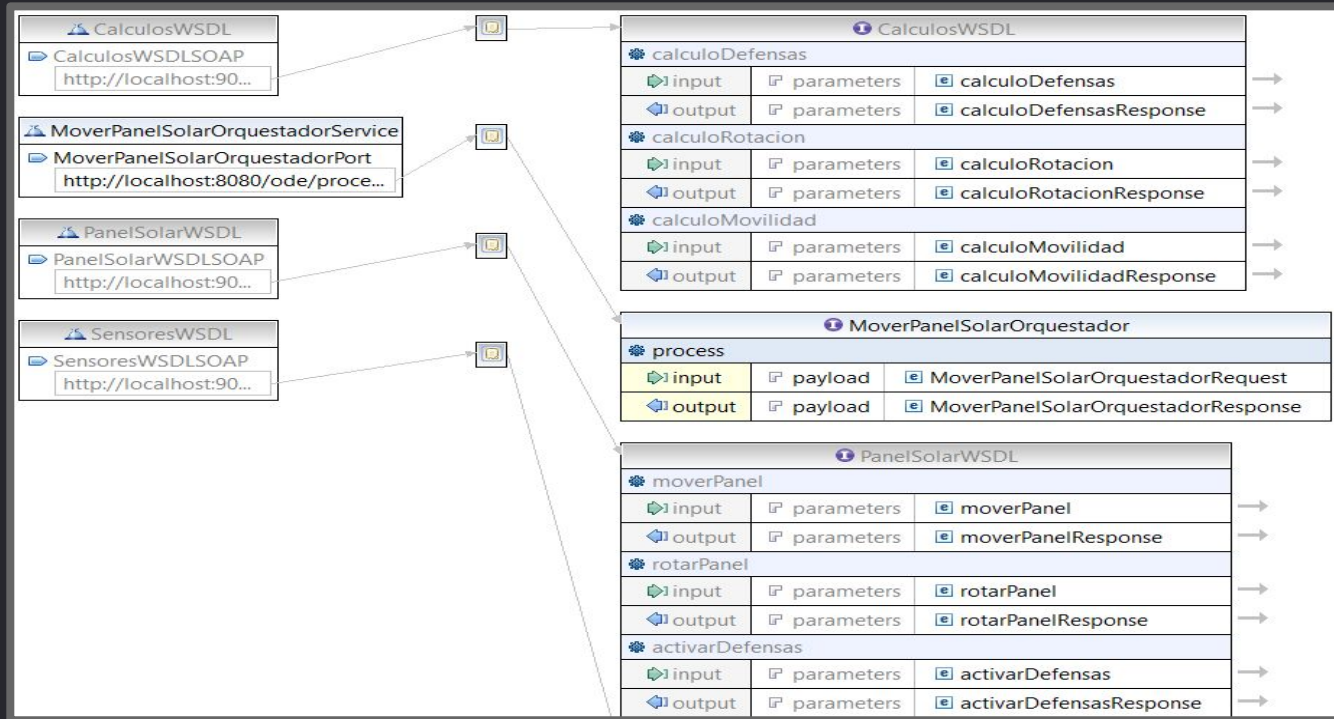 CalculosWSDL
CalculosWSDLSOAP
http://localhost:90...
MoverPanelSolarOrquestadorService
MoverPanelSolarOrquestadorPort
http://localhost:8080/ode/proce...
PanelSolarWSDL
PanelSolarWSDLSOAP
http://localhost:90...
SensoresWSDL
SensoresWSDLSOAP
http://localhost:90...
CalculosWSDL
calculoDefensas
input parameters calculoDefensas
output parameters calculoDefensasResponse
calculoRotacion
input parameters calculoRotacion
output parameters calculoRotacionResponse
calculoMovilidad
input parameters calculoMovilidad
output parameters calculoMovilidadResponse
MoverPanelSolarOrquestador
process
input payload MoverPanelSolarOrquestadorRequest
output payload MoverPanelSolarOrquestadorResponse
PanelSolarWSDL
moverPanel
input parameters moverPanel
output parameters moverPanelResponse
rotarPanel
input parameters rotarPanel
output parameters rotarPanelResponse
activarDefensas
input parameters activarDefensas
output parameters activarDefensasResponse